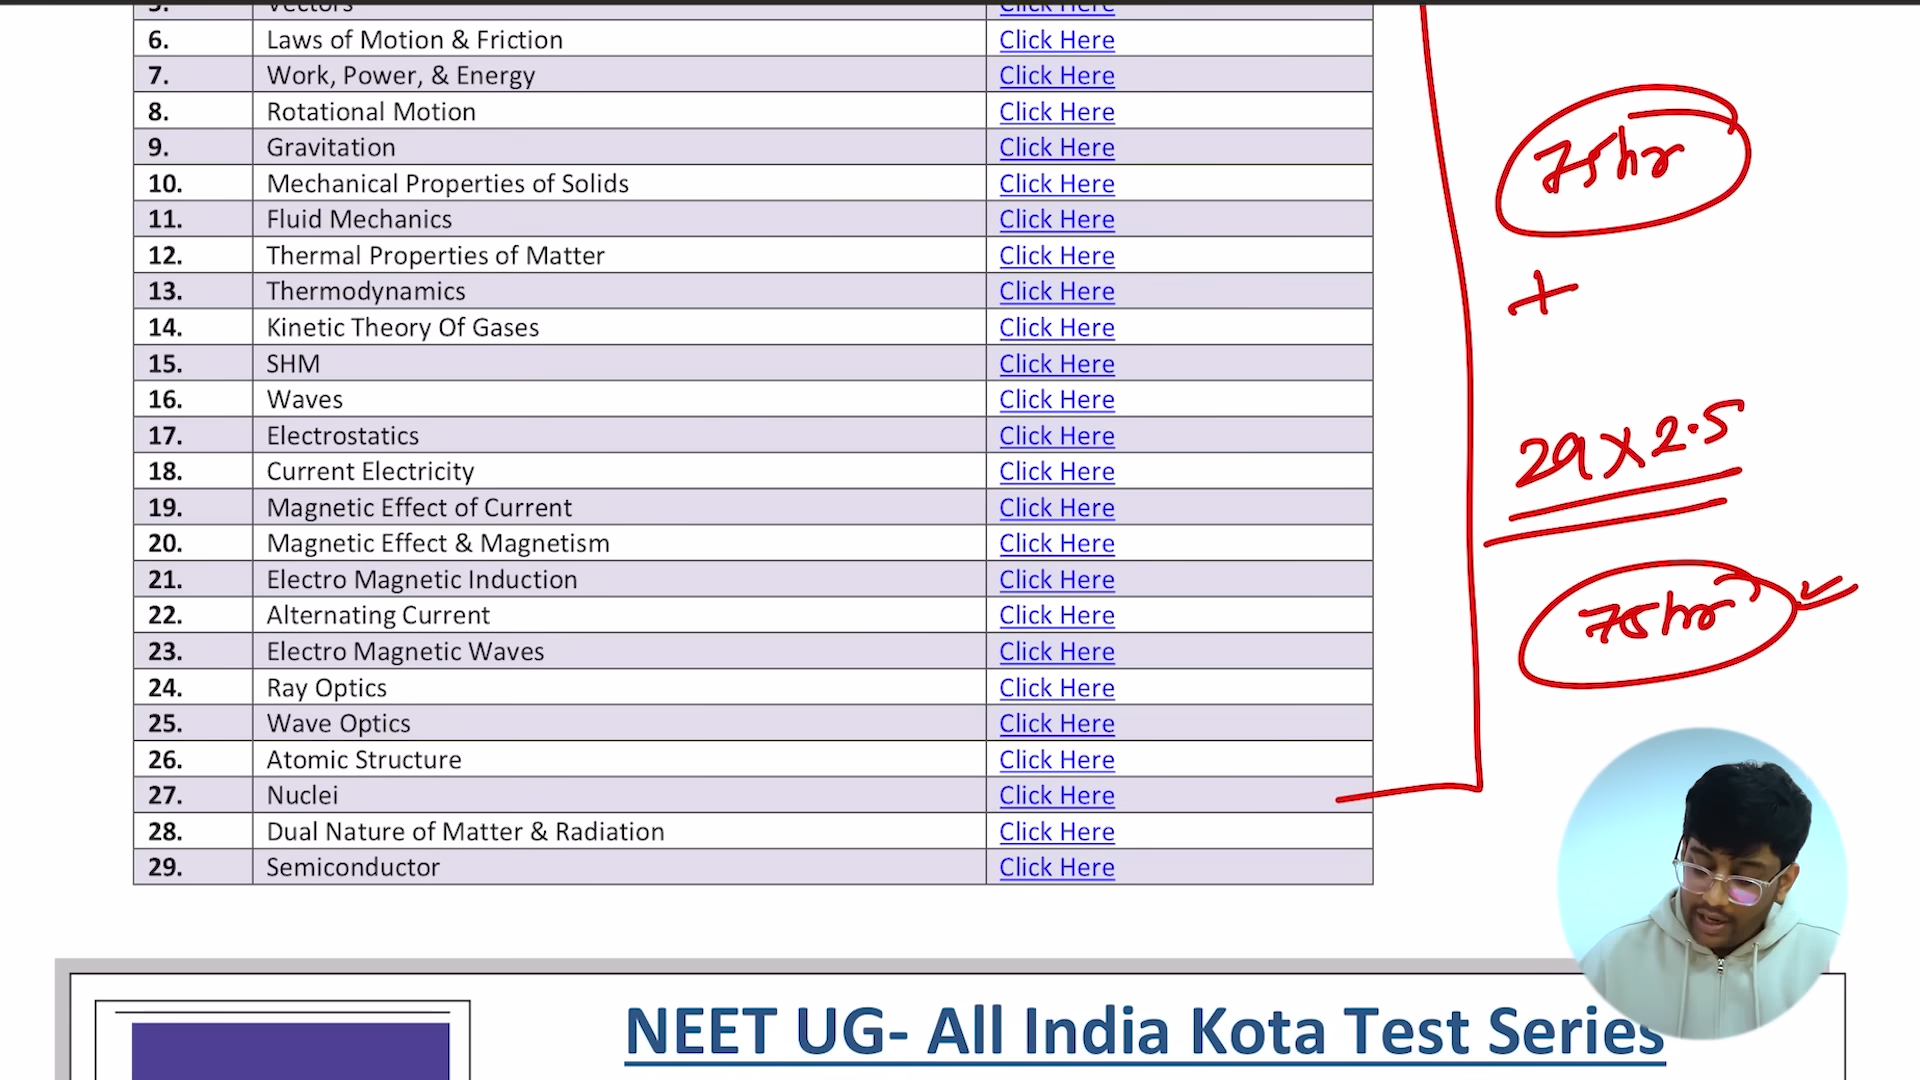 5. Vectors Click Here
6. Laws of Motion & Friction Click Here
7. Work, Power, & Energy Click Here
8. Rotational Motion Click Here
9. Gravitation Click Here
10. Mechanical Properties of Solids Click Here
11. Fluid Mechanics Click Here
12. Thermal Properties of Matter Click Here
13. Thermodynamics Click Here
14. Kinetic Theory Of Gases Click Here
15. SHM Click Here
16. Waves Click Here
17. Electrostatics Click Here
18. Current Electricity Click Here
19. Magnetic Effect of Current Click Here
20. Magnetic Effect & Magnetism Click Here
21. Electro Magnetic Induction Click Here
22. Alternating Current Click Here
23. Electro Magnetic Waves Click Here
24. Ray Optics Click Here
25. Wave Optics Click Here
26. Atomic Structure Click Here
27. Nuclei Click Here
28. Dual Nature of Matter & Radiation Click Here
29. Semiconductor Click Here
75hr
+
29 x 2.5
75hr
NEET UG- All India Kota Test Series